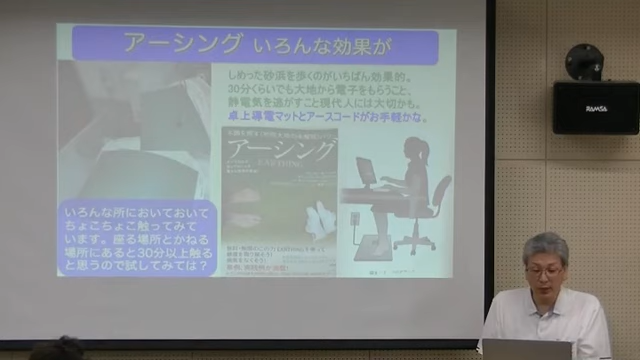 アーシング いろんな効果が
しめった砂浜を歩くのがいちばん効果的。
30分くらいでも大地から電子をもらうこと、
静電気を逃がすこと現代人には大切かも。
卓上導電マットとアースコードがお手軽かな。
アーシング
EARTHING
いろんな所においておいて
ちょこちょこ触ってみて
います。座る場所とかねる
場所にあると30分以上触る
と思うので試してみては?
RAMSA